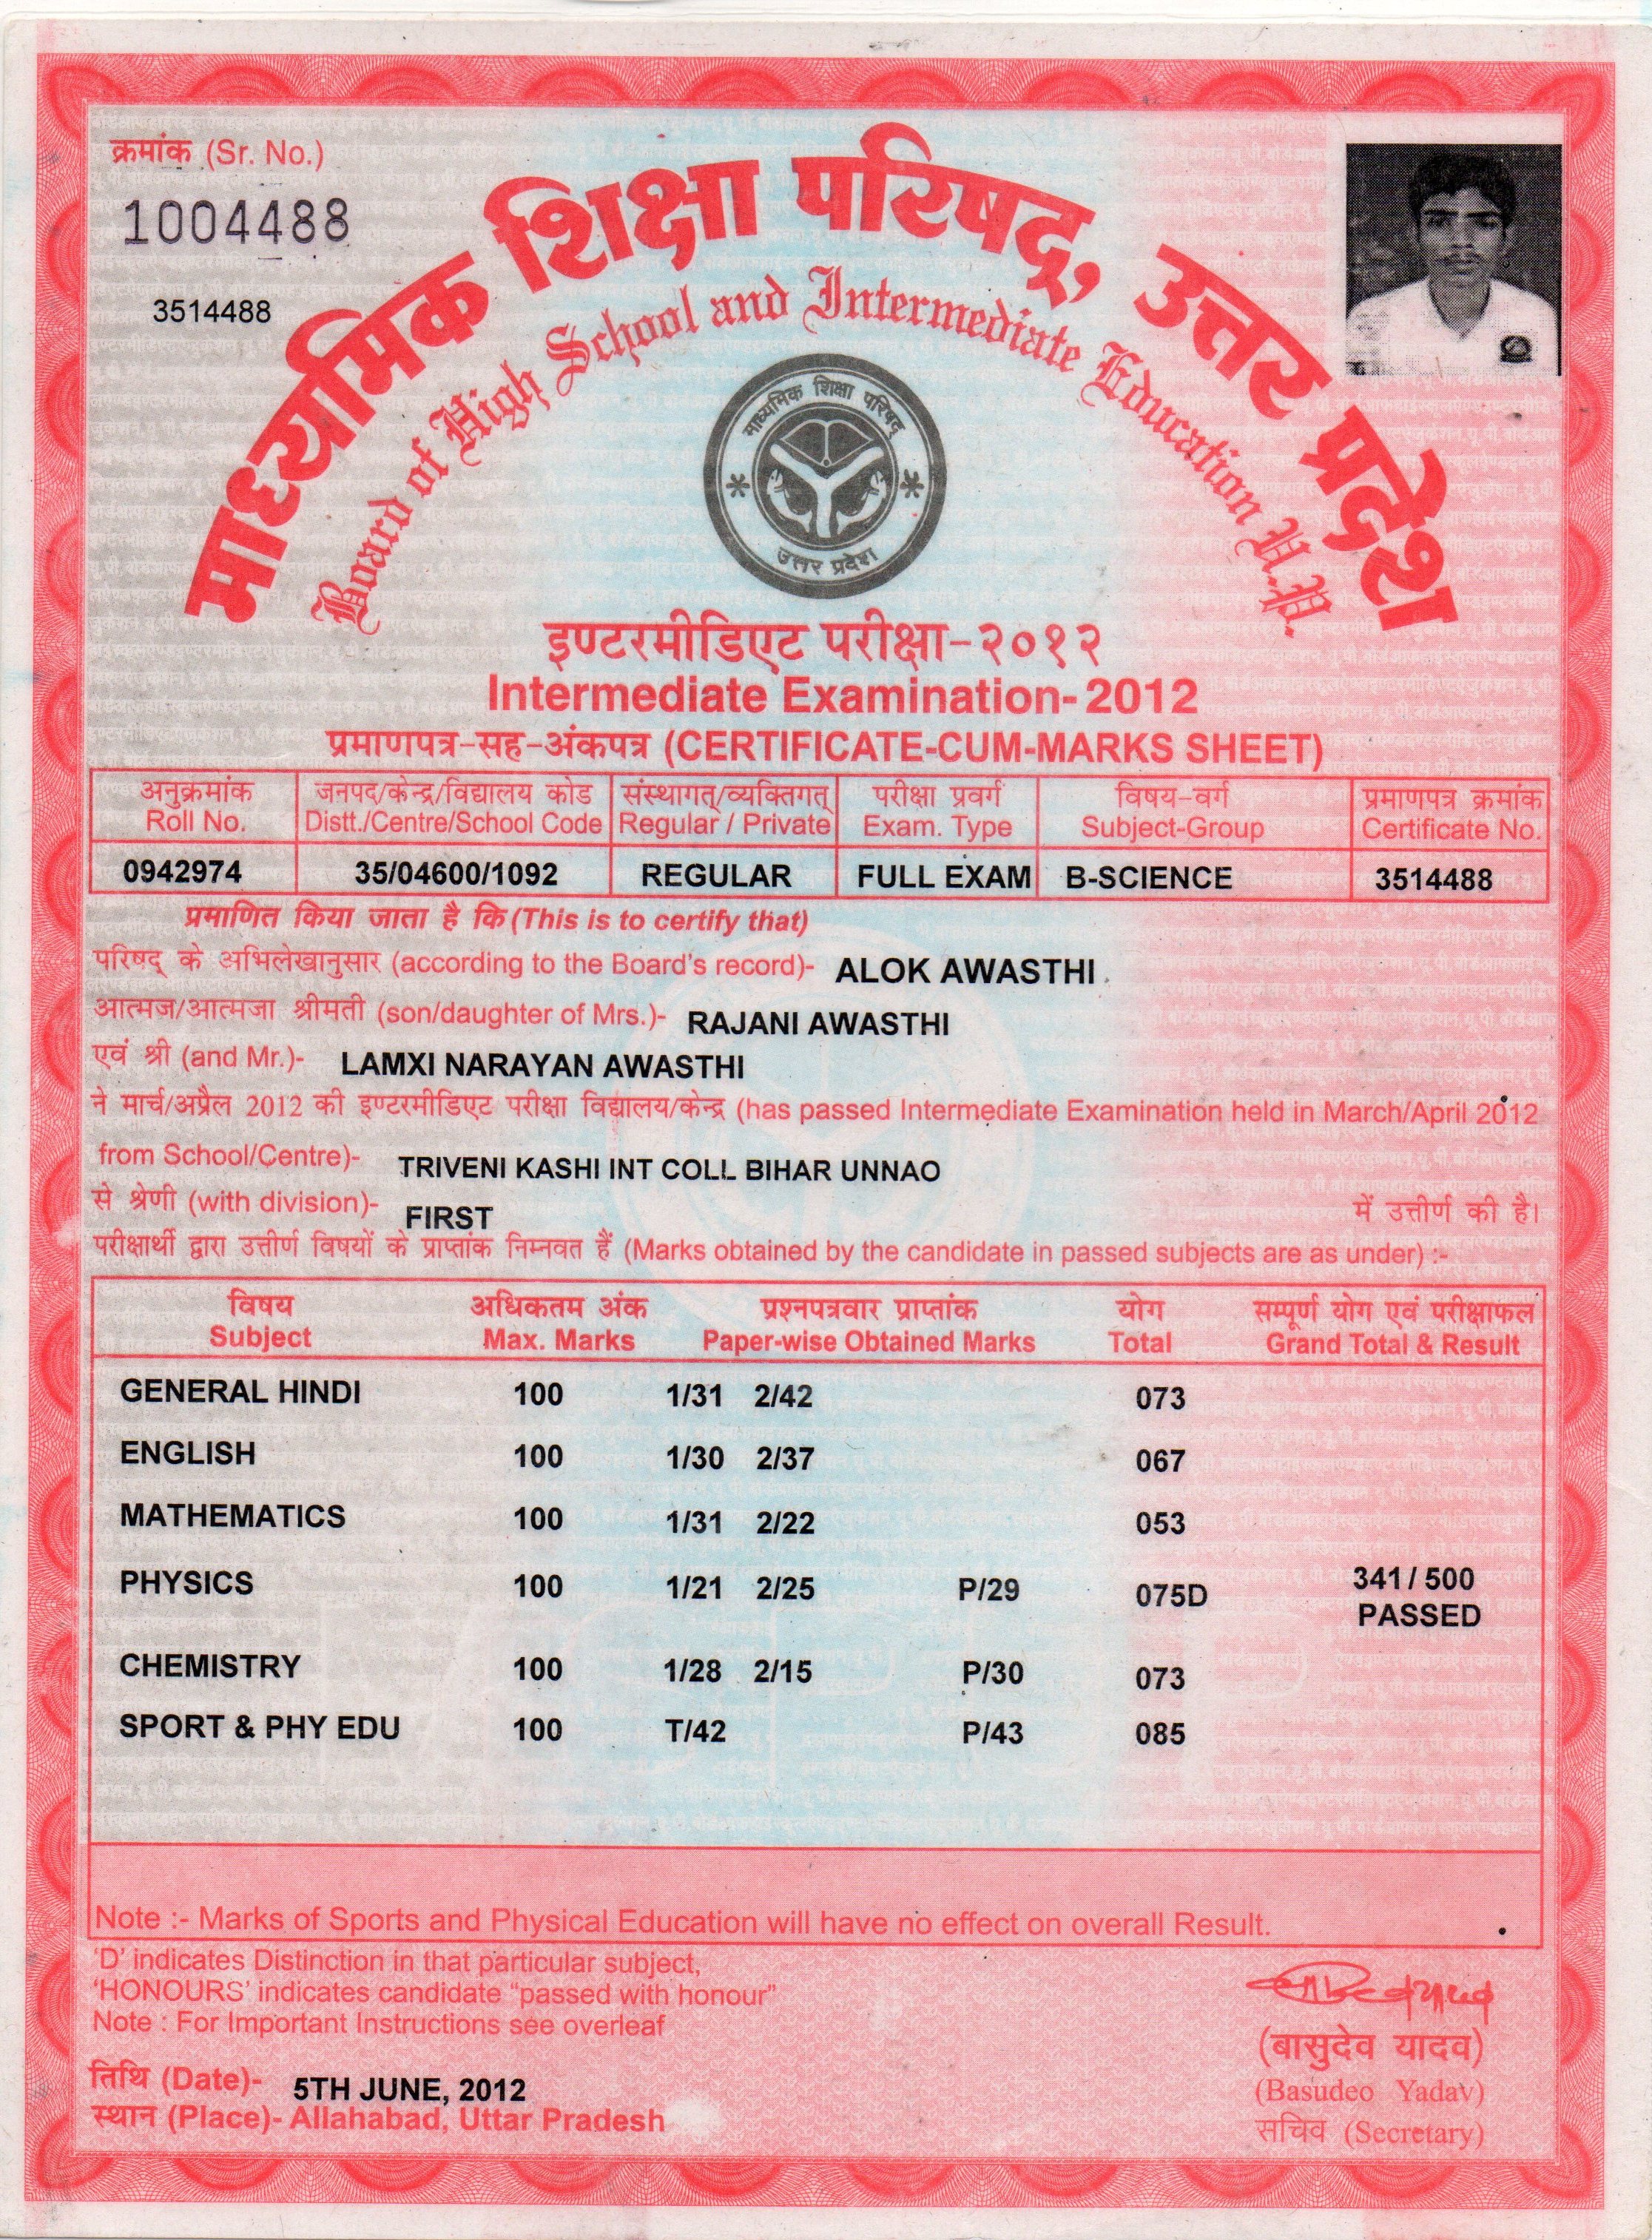 क्रमांक (Sr. No.)
1004488
3514488
माध्यमिक शिक्षा परिषद्, उत्तर प्रदेश
Board of High School and Intermediate Education U.P.
माध्यमिक शिक्षा परिषद्
उत्तर प्रदेश
इण्टरमीडिएट परीक्षा-२०१२
Intermediate Examination-2012
प्रमाणपत्र-सह-अंकपत्र (CERTIFICATE-CUM-MARKS SHEET)
अनुक्रमांक जनपद/केन्द्र/विद्यालय कोड संस्थागत्/व्यक्तिगत् परीक्षा प्रवर्ग विषय-वर्ग प्रमाणपत्र क्रमांक
Roll No. Distt./Centre/School Code Regular / Private Exam. Type Subject-Group Certificate No.
0942974 35/04600/1092 REGULAR FULL EXAM B-SCIENCE 3514488
प्रमाणित किया जाता है कि (This is to certify that)
परिषद् के अभिलेखानुसार (according to the Board's record)- ALOK AWASTHI
आत्मज/आत्मजा श्रीमती (son/daughter of Mrs.)- RAJANI AWASTHI
एवं श्री (and Mr.)- LAMXI NARAYAN AWASTHI
ने मार्च/अप्रैल 2012 की इण्टरमीडिएट परीक्षा विद्यालय/केन्द्र (has passed Intermediate Examination held in March/April 2012
from School/Centre)- TRIVENI KASHI INT COLL BIHAR UNNAO
से श्रेणी (with division)- FIRST में उत्तीर्ण की है।
परीक्षार्थी द्वारा उत्तीर्ण विषयों के प्राप्तांक निम्नवत हैं (Marks obtained by the candidate in passed subjects are as under) :-
विषय अधिकतम अंक प्रश्नपत्रवार प्राप्तांक योग सम्पूर्ण योग एवं परीक्षाफल
Subject Max. Marks Paper-wise Obtained Marks Total Grand Total & Result
GENERAL HINDI 100 1/31 2/42 073
ENGLISH 100 1/30 2/37 067
MATHEMATICS 100 1/31 2/22 053
PHYSICS 100 1/21 2/25 P/29 075D 341/ 500
PASSED
CHEMISTRY 100 1/28 2/15 P/30 073
SPORT & PHY EDU 100 T/42 P/43 085
Note :- Marks of Sports and Physical Education will have no effect on overall Result.
'D' indicates Distinction in that particular subject,
'HONOURS' indicates candidate "passed with honour"
Note : For Important Instructions see overleaf
(बासुदेव यादव)
तिथि (Date)- 5TH JUNE, 2012
(Basudeo Yadav)
स्थान (Place)- Allahabad, Uttar Pradesh
सचिव (Secretary)